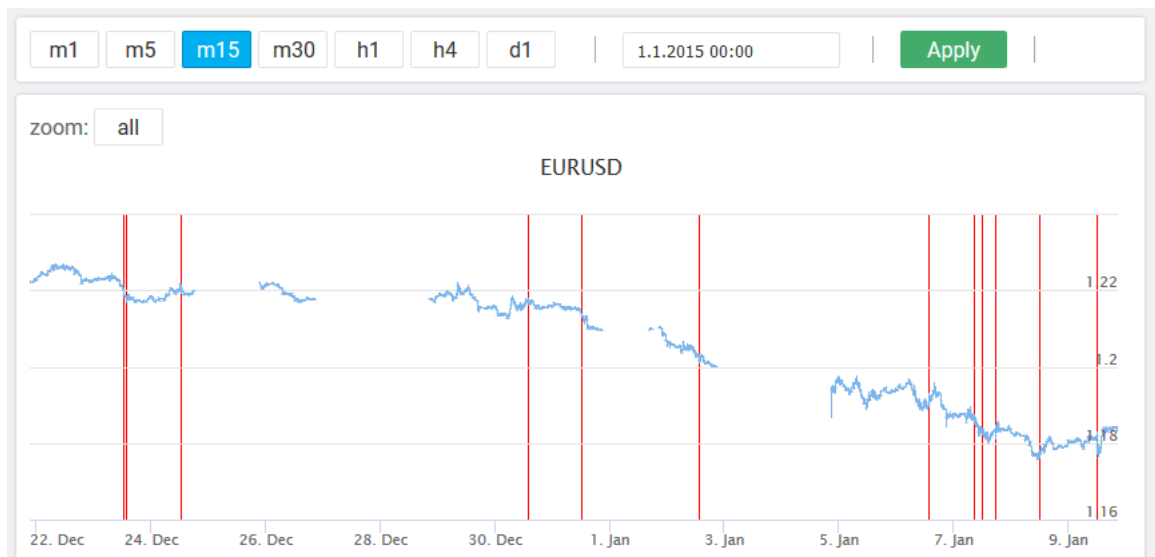 m1 m5 m15 m30 h1 h4 d1 1.1.2015 00:00 Apply
zoom: all
EURUSD
1.22
1.2
1.18
1.16
22. Dec 24. Dec 26. Dec 28. Dec 30. Dec 1. Jan 3. Jan 5. Jan 7. Jan 9. Jan